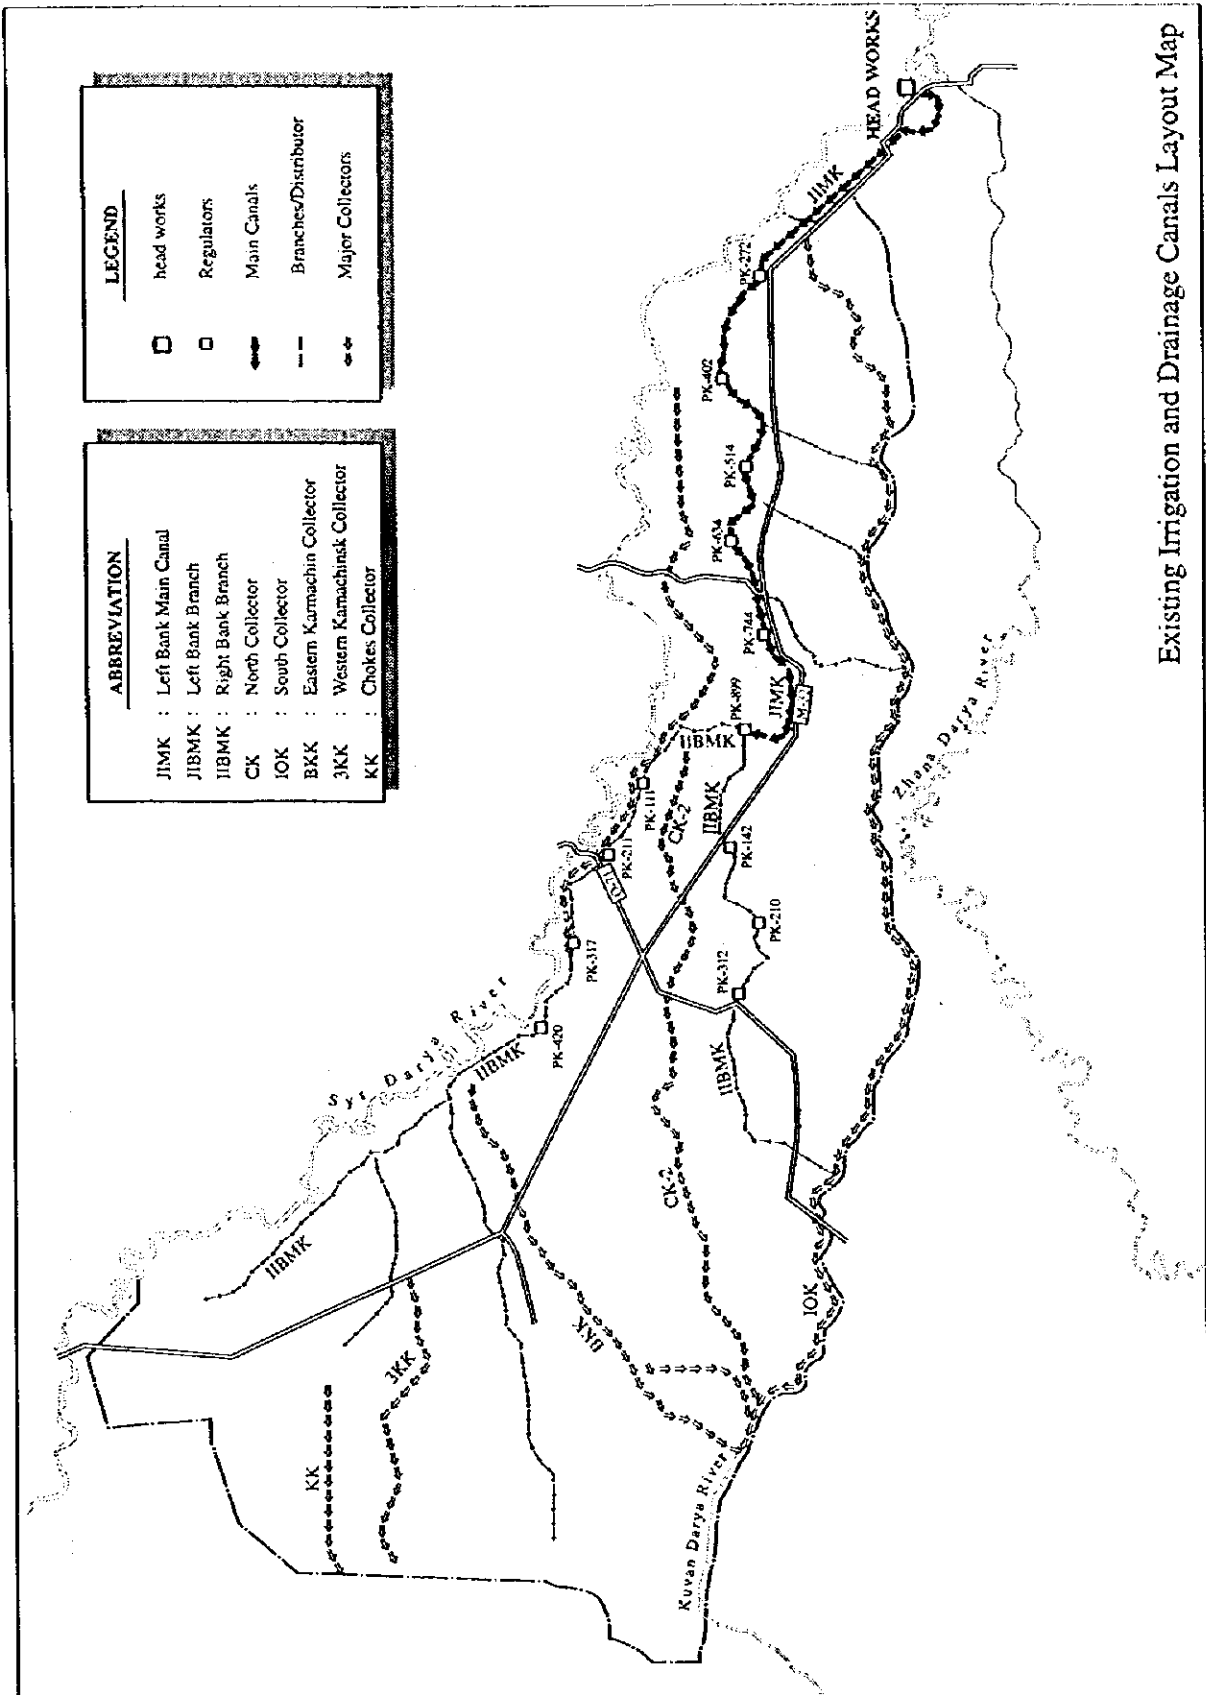 ABBREVIATION
JIMK : Left Bank Main Canal
JIBMK : Left Bank Branch
IIBMK : Right Bank Branch
CK : North Collector
IOK : South Collector
BKK : Eastern Karmachin Collector
3KK : Western Kamachinsk Collector
KK : Chokes Collector
LEGEND
head works
Regulators
Main Canals
Branches/Distributor
Major Collectors
Syr Darya River
IIBMK
IIBMK
PK-420
PK-317
PK-211
PK-111
KK
3KK
BKK
CK-2
CK-2
IIBMK
PK-899
JIMK
M-32
PK-744
PK-634
PK-514
PK-402
PK-272
JIMK
HEAD WORKS
JIBMK
PK-142
PK-210
PK-312
IIBMK
IOK
Kuvan Darya River
Zhana Darya River
Existing Irrigation and Drainage Canals Layout Map